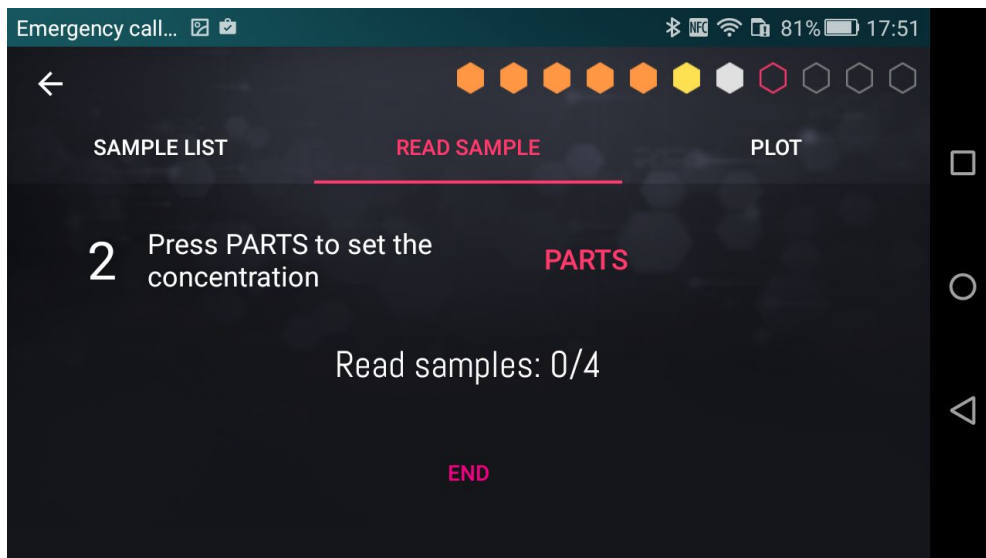 Emergency call... 81% 17:51
SAMPLE LIST READ SAMPLE PLOT
2 Press PARTS to set the PARTS
concentration
Read samples: 0/4
END